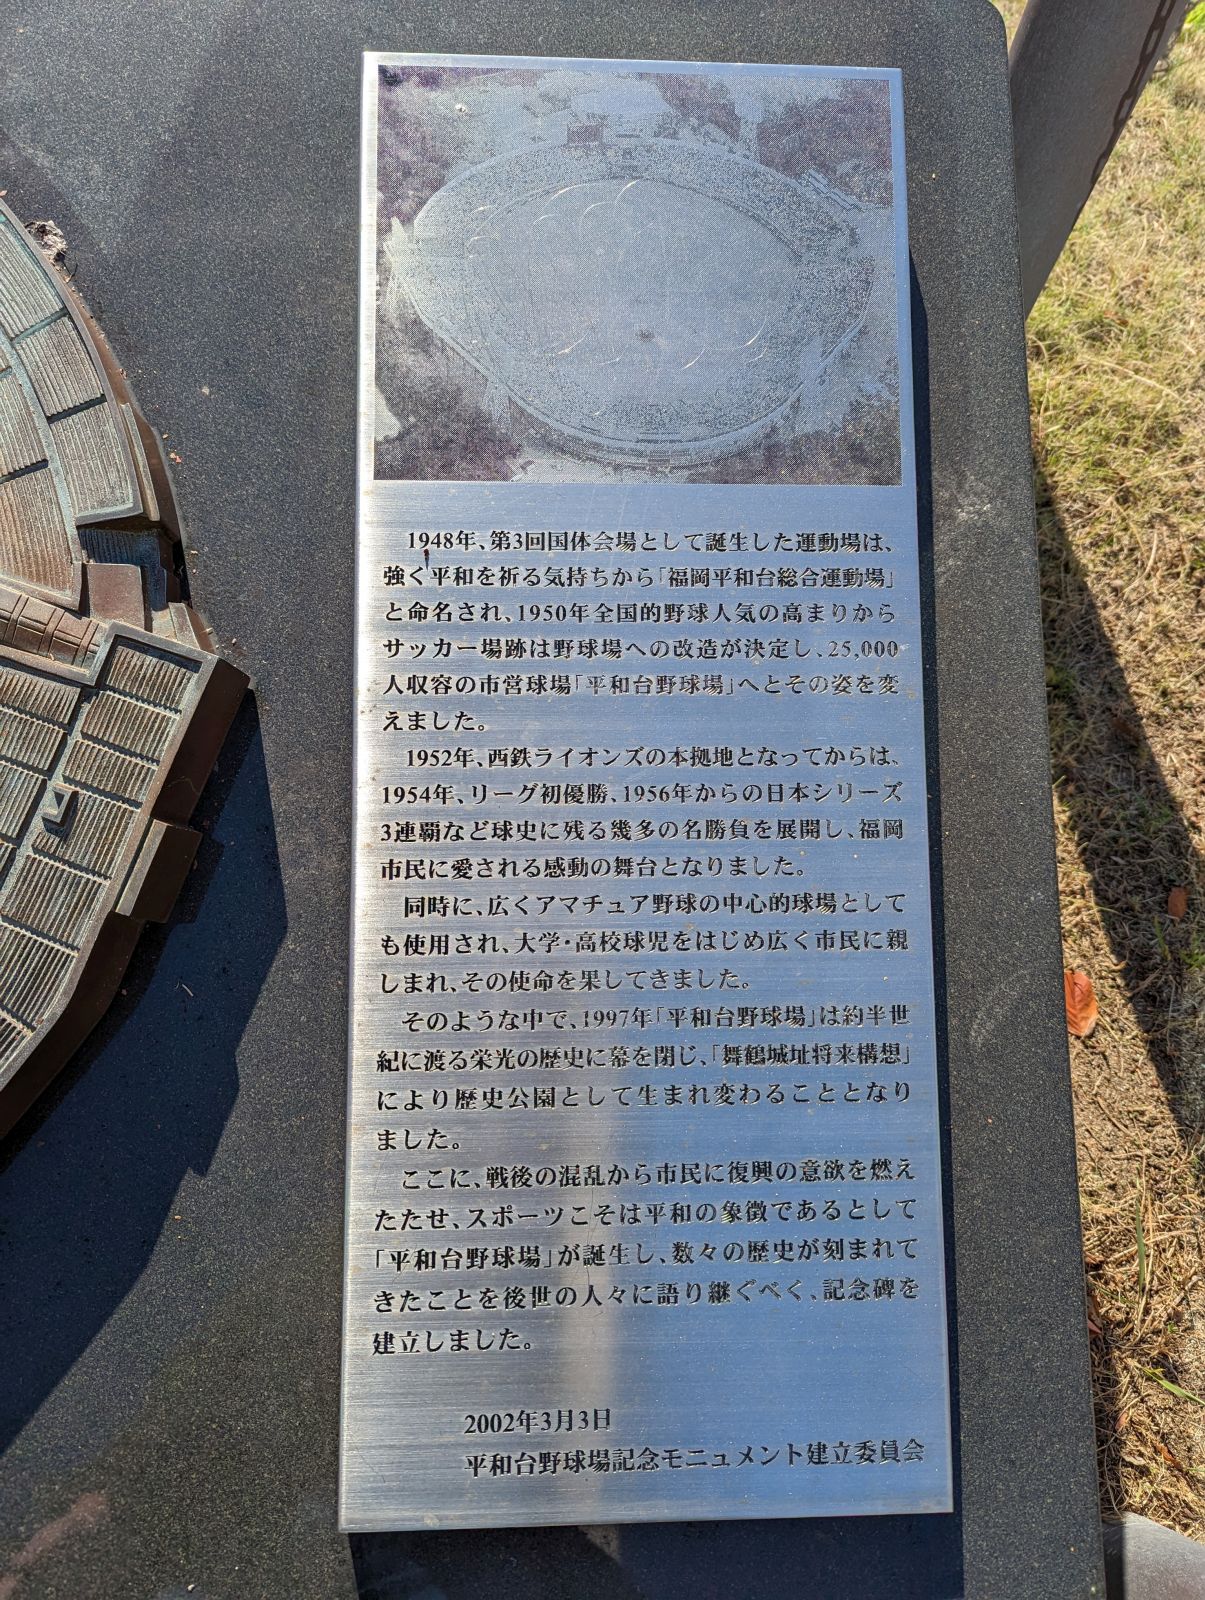 1948年、第3回国体会場として誕生した運動場は、
強く平和を祈る気持ちから「福岡平和台総合運動場」
と命名され、1950年全国的野球人気の高まりから
サッカー場跡は野球場への改造が決定し、25,000
人収容の市営球場「平和台野球場」へとその姿を変
えました。
1952年、西鉄ライオンズの本拠地となってからは、
1954年、リーグ初優勝、1956年からの日本シリーズ
3連覇など球史に残る幾多の名勝負を展開し、福岡
市民に愛される感動の舞台となりました。
同時に、広くアマチュア野球の中心的球場として
も使用され、大学・高校球児をはじめ広く市民に親
しまれ、その使命を果してきました。
そのような中で、1997年「平和台野球場」は約半世
紀に渡る栄光の歴史に幕を閉じ、「舞鶴城址将来構想」
により歴史公園として生まれ変わることとなり
ました。
ここに、戦後の混乱から市民に復興の意欲を燃え
たたせ、スポーツこそは平和の象徴であるとして
「平和台野球場」が誕生し、数々の歴史が刻まれて
きたことを後世の人々に語り継ぐべく、記念碑を
建立しました。
2002年3月3日
平和台野球場記念モニュメント建立委員会